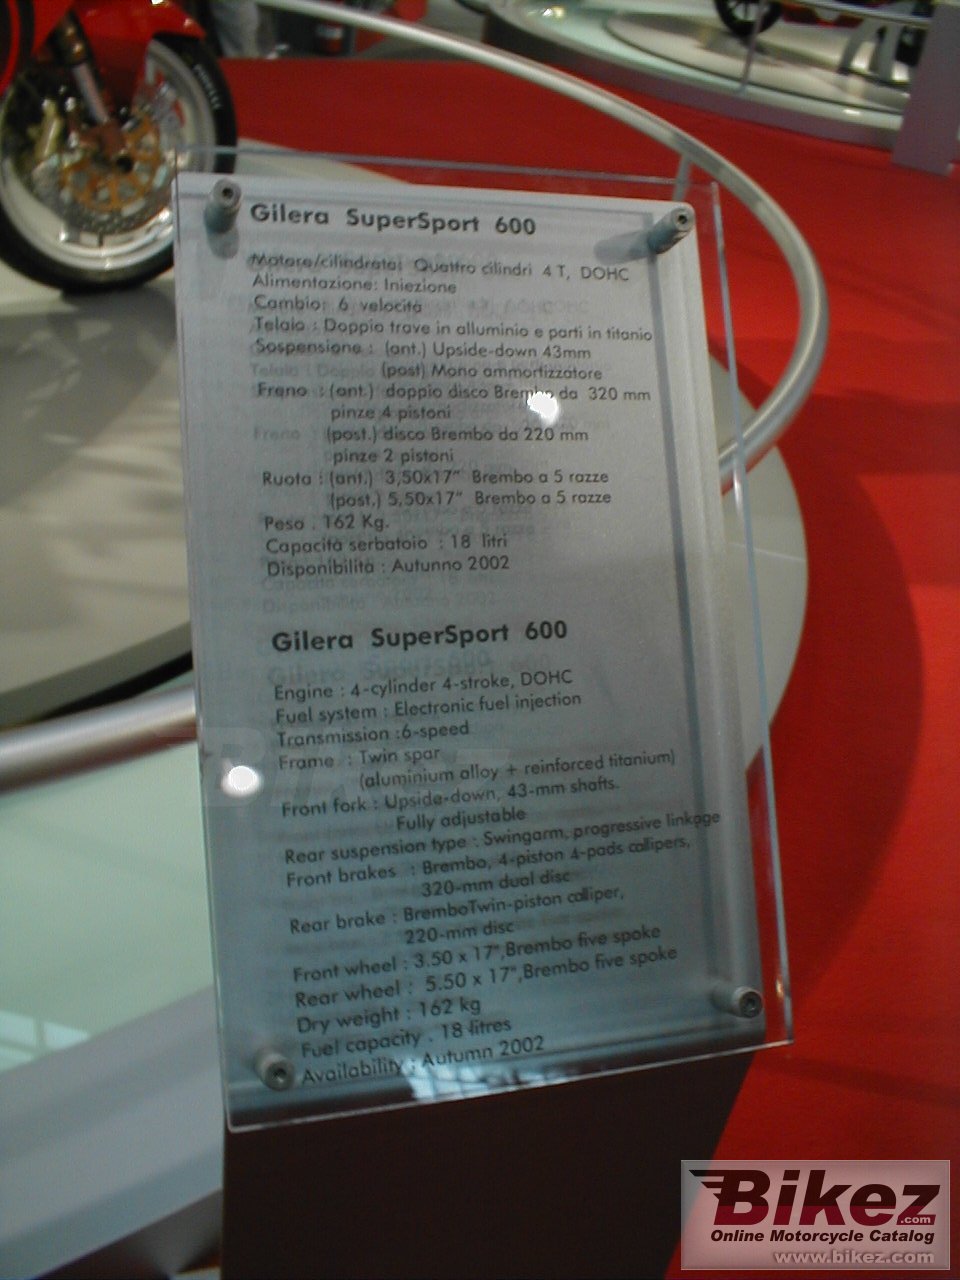 Gilera SuperSport 600
Motore/cilindrata: Quattro cilindri 4 T, DOHC
Alimentazione: Iniezione
Cambio: 6 velocità
Telaio : Doppia trave in alluminio e parti in titanio
Sospensione : (ant.) Upside-down 43mm
(post) Mono ammortizzatore
Freno : (ant.) doppio disco Brembo da 320 mm
pinze 4 pistoni
(post.) disco Brembo da 220 mm
pinze 2 pistoni
Ruota : (ant.) 3,50x17" Brembo a 5 razze
(post.) 5,50x17" Brembo a 5 razze
Peso : 162 Kg.
Capacità serbatoio : 18 litri
Disponibilità : Autunno 2002
Gilera SuperSport 600
Engine : 4-cylinder 4-stroke, DOHC
Fuel system : Electronic fuel injection
Transmission :6-speed
Frame : Twin spar
(aluminium alloy + reinforced titanium)
Front fork : Upside-down, 43-mm shafts.
Fully adjustable
Rear suspension type : Swingarm, progressive linkage
Front brakes : Brembo, 4-piston 4-pads callipers,
320-mm dual disc
Rear brake : BremboTwin-piston calliper,
220-mm disc
Front wheel : 3.50 x 17",Brembo five spoke
Rear wheel : 5.50 x 17",Brembo five spoke
Dry weight : 162 kg
Fuel capacity . 18 litres
Availability : Autumn 2002
Bikez.com
Online Motorcycle Catalog
www.bikez.com